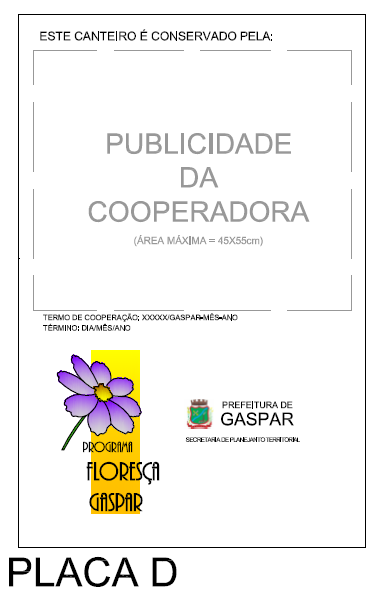 ESTE CANTEIRO É CONSERVADO PELA:
PUBLICIDADE
DA
COOPERADORA
(ÁREA MÁXIMA = 45X55cm)
TERMO DE COOPERAÇÃO: XXXXX/GASPAR-MÊS-ANO
TÉRMINO: DIA/MÊS/ANO
PROGRAMA
FLORESÇA
GASPAR
PREFEITURA DE
GASPAR
SECRETARIA DE PLANEJANTO TERRITORIAL
PLACA D